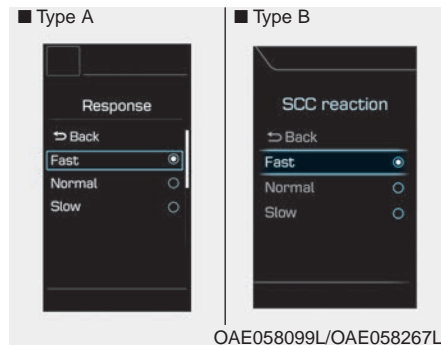 ■ Type A
Response
⮌ Back
Fast
Normal
Slow
■ Type B
SCC reaction
⮌ Back
Fast
Normal
Slow
OAE058099L/OAE058267L